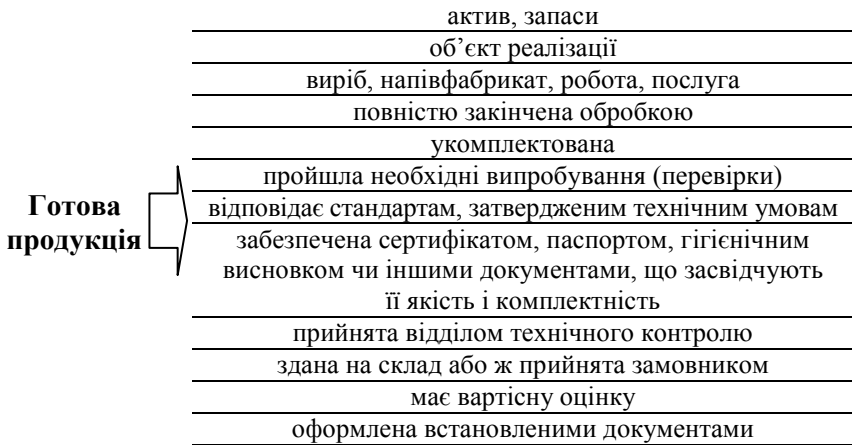 Готова
продукція
актив, запаси
об’єкт реалізації
виріб, напівфабрикат, робота, послуга
повністю закінчена обробкою
укомплектована
пройшла необхідні випробування (перевірки)
відповідає стандартам, затвердженим технічним умовам
забезпечена сертифікатом, паспортом, гігієнічним
висновком чи іншими документами, що засвідчують
її якість і комплектність
прийнята відділом технічного контролю
здана на склад або ж прийнята замовником
має вартісну оцінку
оформлена встановленими документами